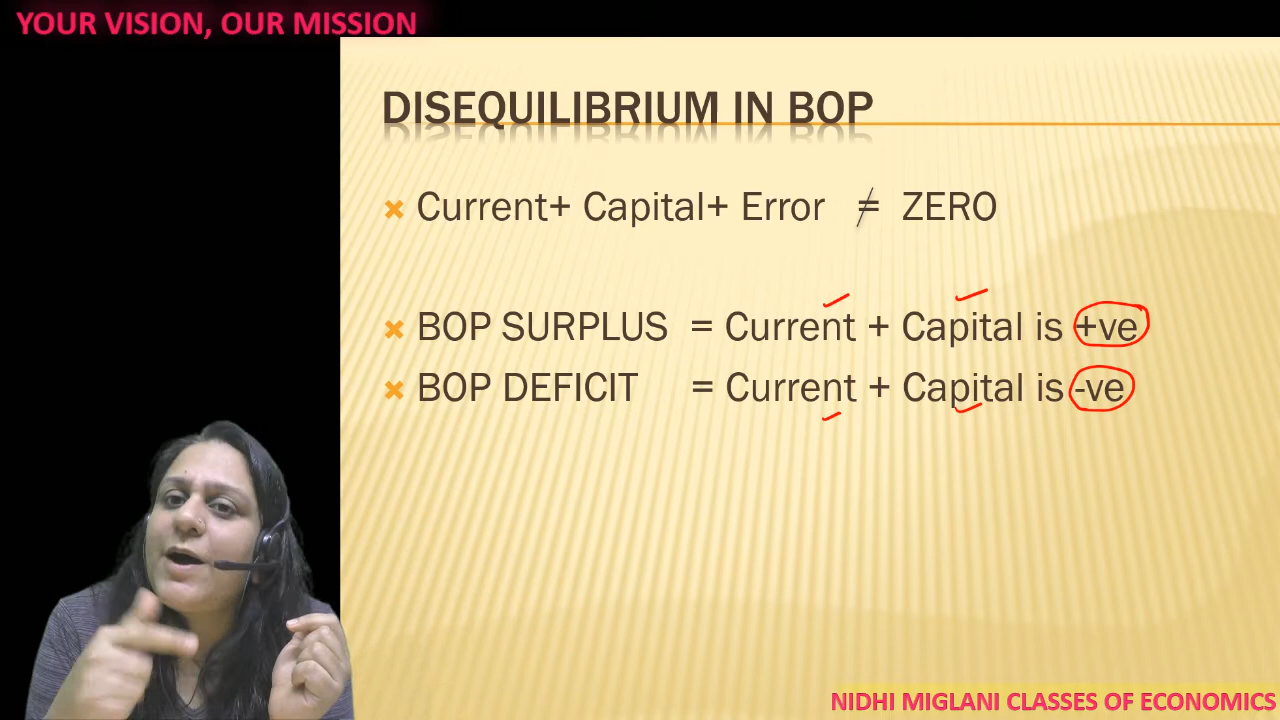 YOUR VISION, OUR MISSION
DISEQUILIBRIUM IN BOP
Current+ Capital+ Error ≠ ZERO
BOP SURPLUS = Current + Capital is +ve
BOP DEFICIT = Current + Capital is -ve
NIDHI MIGLANI CLASSES OF ECONOMICS